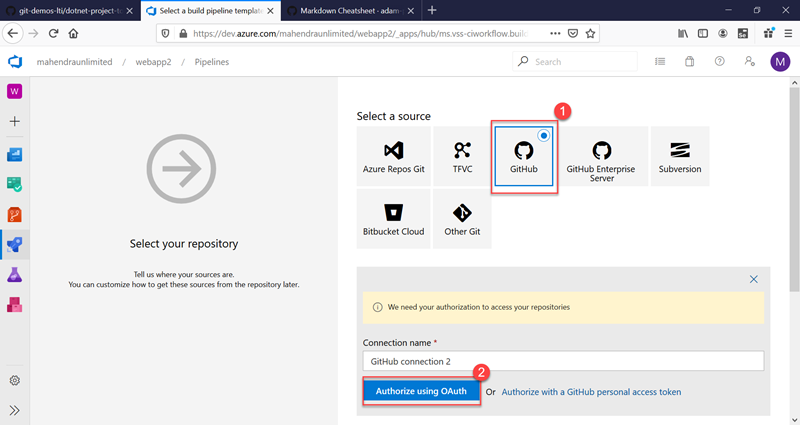 git-demos-lti/dotnet-project-to
Select a build pipeline template
Markdown Cheatsheet · adam-p
https://dev.azure.com/mahendraunlimited/webapp2/_apps/hub/ms.vss-ciworkflow.build
mahendraunlimited / webapp2 / Pipelines
Search
M
W
1
Select a source
Azure Repos Git
TFVC
GitHub
GitHub Enterprise
Server
Subversion
Bitbucket Cloud
Other Git
Select your repository
Tell us where your sources are.
You can customize how to get these sources from the repository later.
We need your authorization to access your repositories
Connection name *
GitHub connection 2
2
Authorize using OAuth Or Authorize with a GitHub personal access token